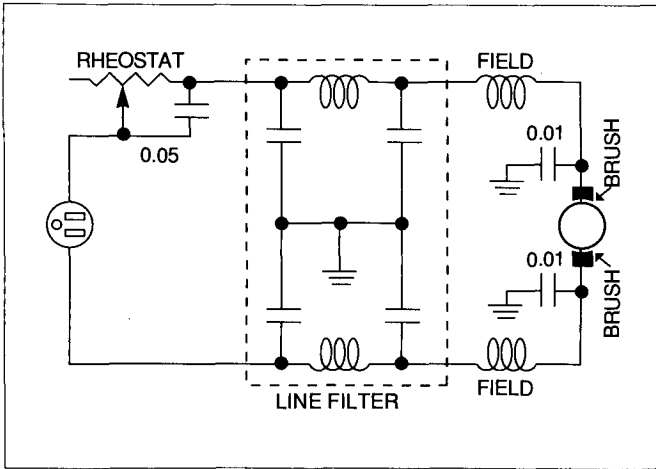 RHEOSTAT
FIELD
0.05
0.01
BRUSH
0.01
BRUSH
FIELD
LINE FILTER